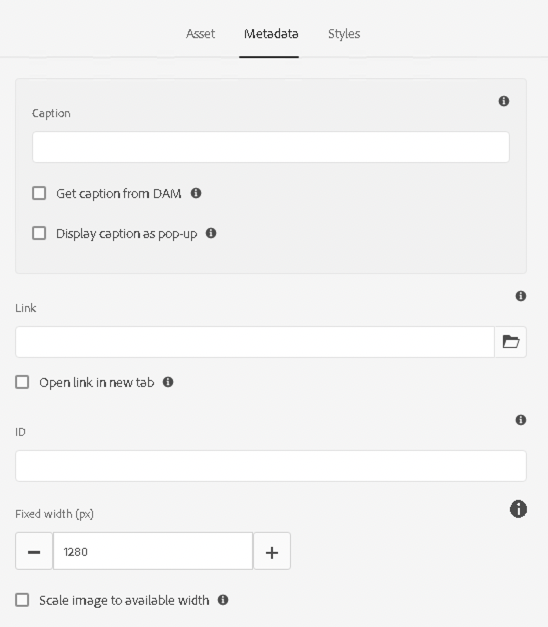 Asset Metadata Styles
Caption
Get caption from DAM
Display caption as pop-up
Link
Open link in new tab
ID
Fixed width (px)
1280
Scale image to available width